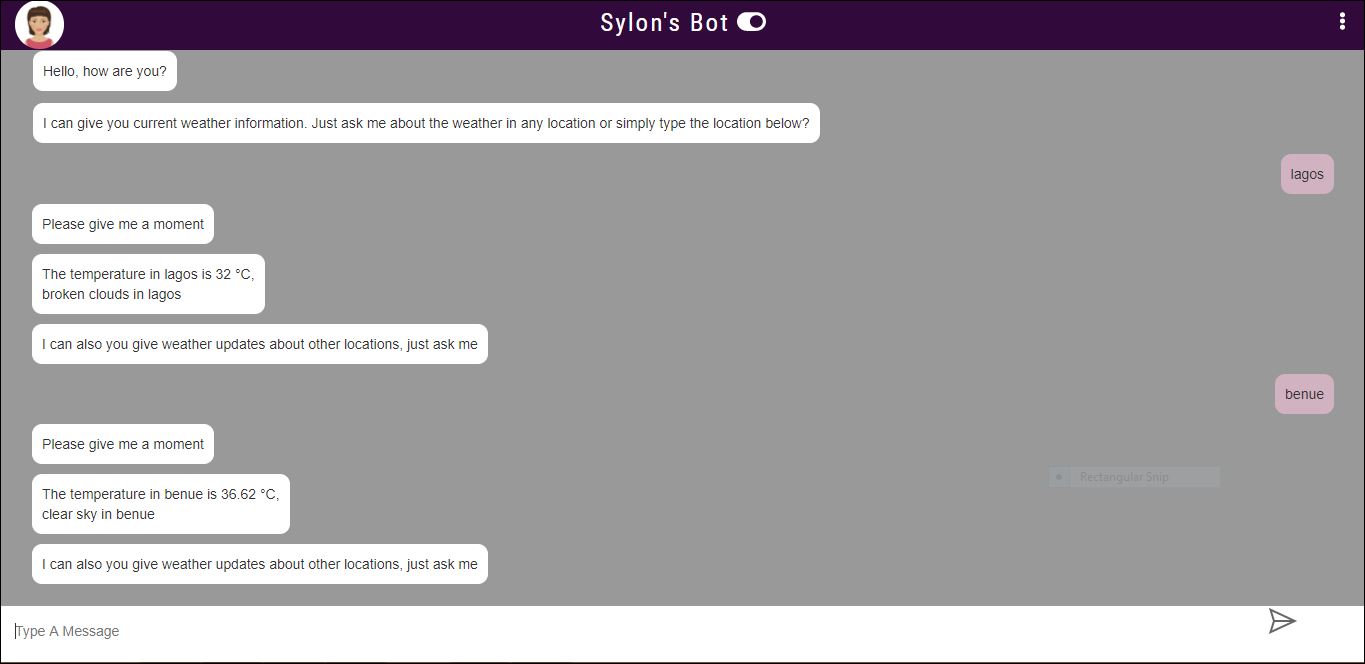 Sylon's Bot
Hello, how are you?
I can give you current weather information. Just ask me about the weather in any location or simply type the location below?
lagos
Please give me a moment
The temperature in lagos is 32 °C,
broken clouds in lagos
I can also you give weather updates about other locations, just ask me
benue
Please give me a moment
Rectangular Snip
The temperature in benue is 36.62 °C,
clear sky in benue
I can also you give weather updates about other locations, just ask me
Type A Message